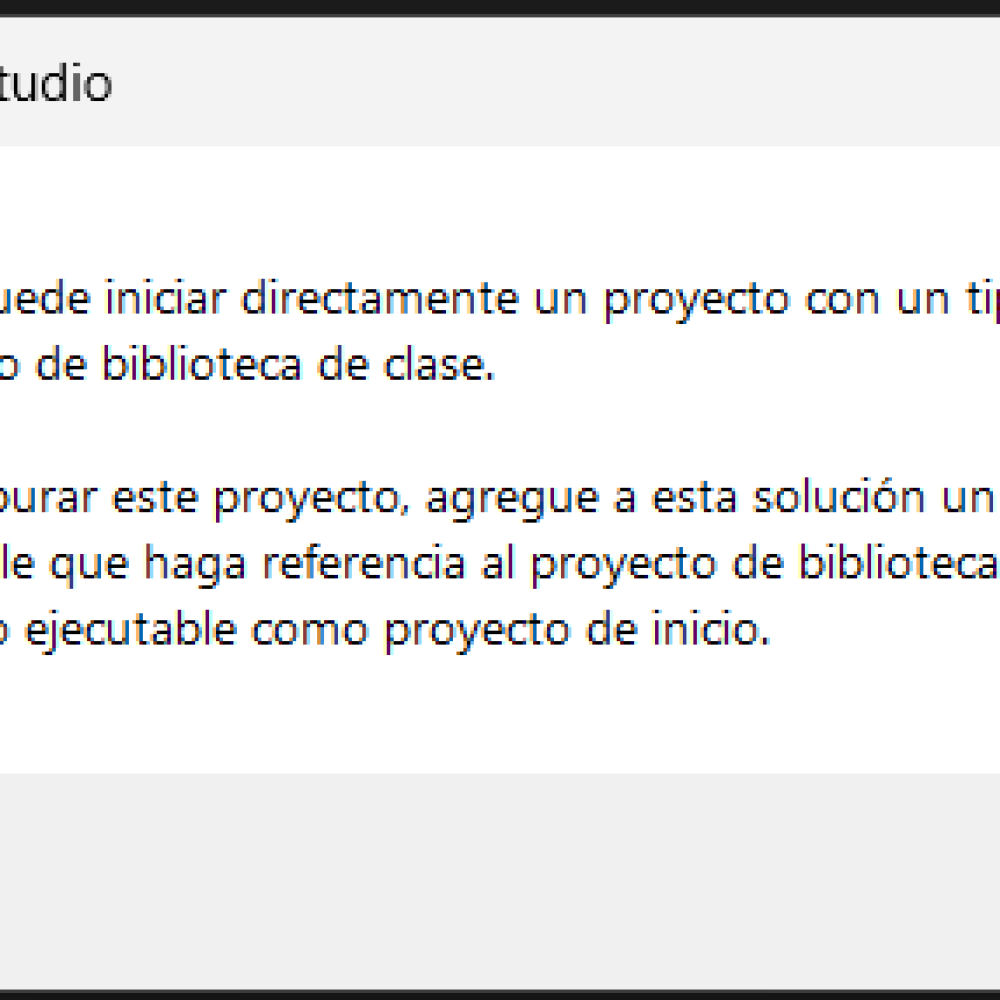 tudio
uede iniciar directamente un proyecto con un tip
o de biblioteca de clase.
purar este proyecto, agregue a esta solución un
le que haga referencia al proyecto de biblioteca
o ejecutable como proyecto de inicio.